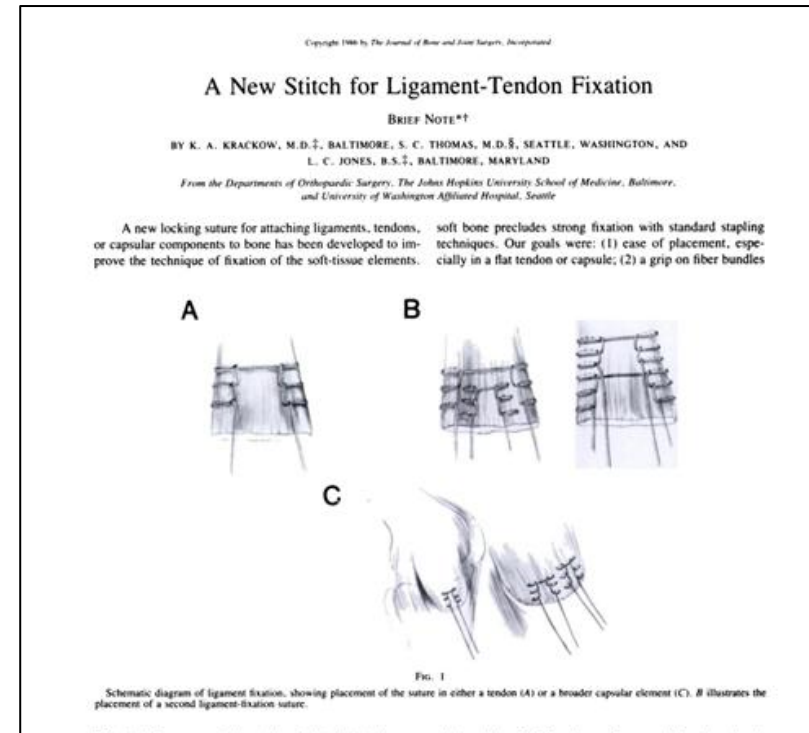 Copyright 1986 by The Journal of Bone and Joint Surgery, Incorporated
A New Stitch for Ligament-Tendon Fixation
BRIEF NOTE*†
BY K. A. KRACKOW, M.D.‡, BALTIMORE, S. C. THOMAS, M.D.§, SEATTLE, WASHINGTON, AND
L. C. JONES, B.S.‡, BALTIMORE, MARYLAND
From the Departments of Orthopaedic Surgery, The Johns Hopkins University School of Medicine, Baltimore,
and University of Washington Affiliated Hospital, Seattle
A new locking suture for attaching ligaments, tendons,
or capsular components to bone has been developed to im-
prove the technique of fixation of the soft-tissue elements.
soft bone precludes strong fixation with standard stapling
techniques. Our goals were: (1) ease of placement, espe-
cially in a flat tendon or capsule; (2) a grip on fiber bundles
A
B
C
FIG. 1
Schematic diagram of ligament fixation, showing placement of the suture in either a tendon (A) or a broader capsular element (C). B illustrates the
placement of a second ligament-fixation suture.